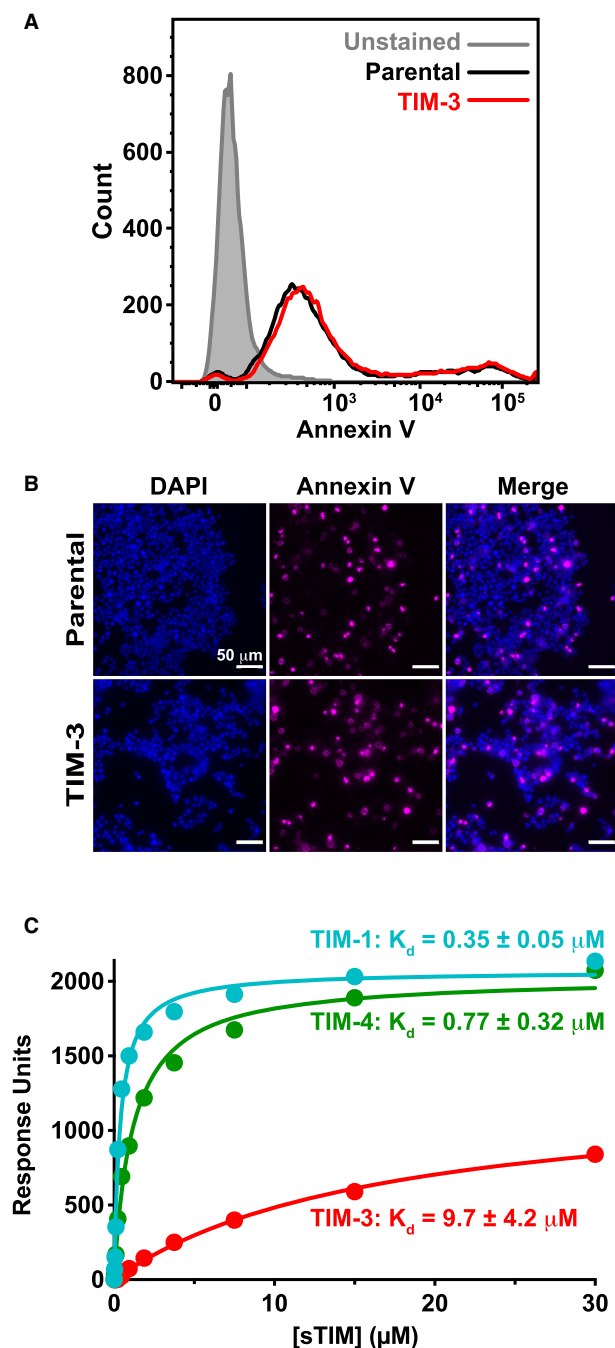 A
Unstained
Parental
TIM-3
800
600
400
200
0
Count
0 10³ 10⁴ 10⁵
Annexin V
B
DAPI Annexin V Merge
Parental
50 μm
TIM-3
C
TIM-1: Kd = 0.35 ± 0.05 μM
TIM-4: Kd = 0.77 ± 0.32 μM
TIM-3: Kd = 9.7 ± 4.2 μM
2000
1500
1000
500
0
Response Units
0 10 20 30
[sTIM] (μM)